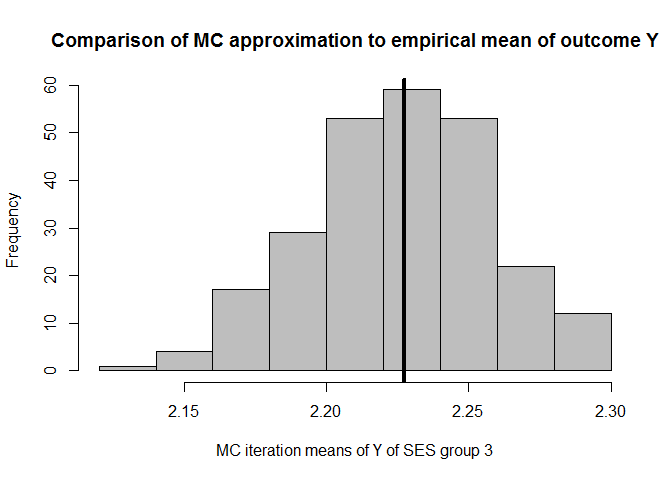 Comparison of MC approximation to empirical mean of outcome Y
60
50
40
30
20
10
0
Frequency
2.15 2.20 2.25 2.30
MC iteration means of Y of SES group 3